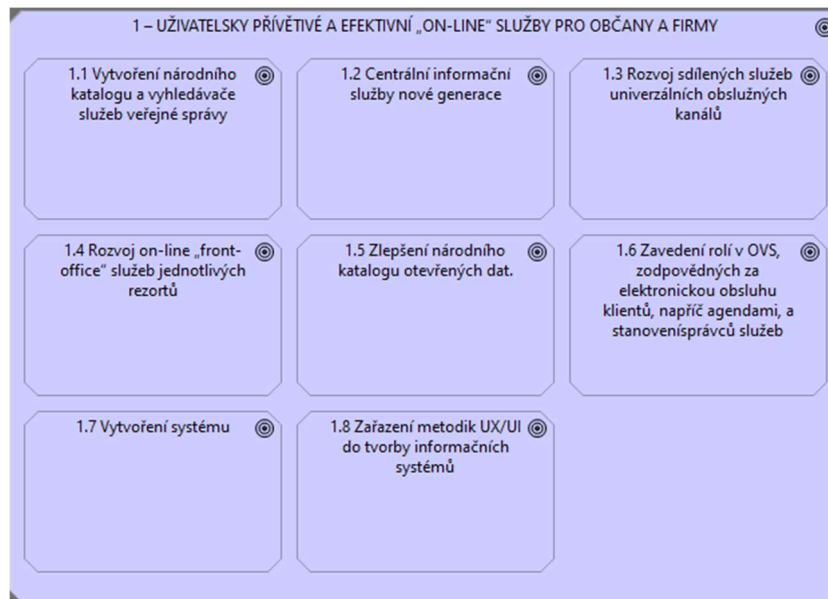 1 – UŽIVATELSKY PŘÍVĚTIVÉ A EFEKTIVNÍ „ON-LINE“ SLUŽBY PRO OBČANY A FIRMY
1.1 Vytvoření národního
katalogu a vyhledávače
služeb veřejné správy
1.2 Centrální informační
služby nové generace
1.3 Rozvoj sdílených služeb
univerzálních obslužných
kanálů
1.4 Rozvoj on-line „front-
office“ služeb jednotlivých
rezortů
1.5 Zlepšení národního
katalogu otevřených dat.
1.6 Zavedení rolí v OVS,
zodpovědných za
elektronickou obsluhu
klientů, napříč agendami, a
stanovenísprávců služeb
1.7 Vytvoření systému
1.8 Zařazení metodik UX/UI
do tvorby informačních
systémů